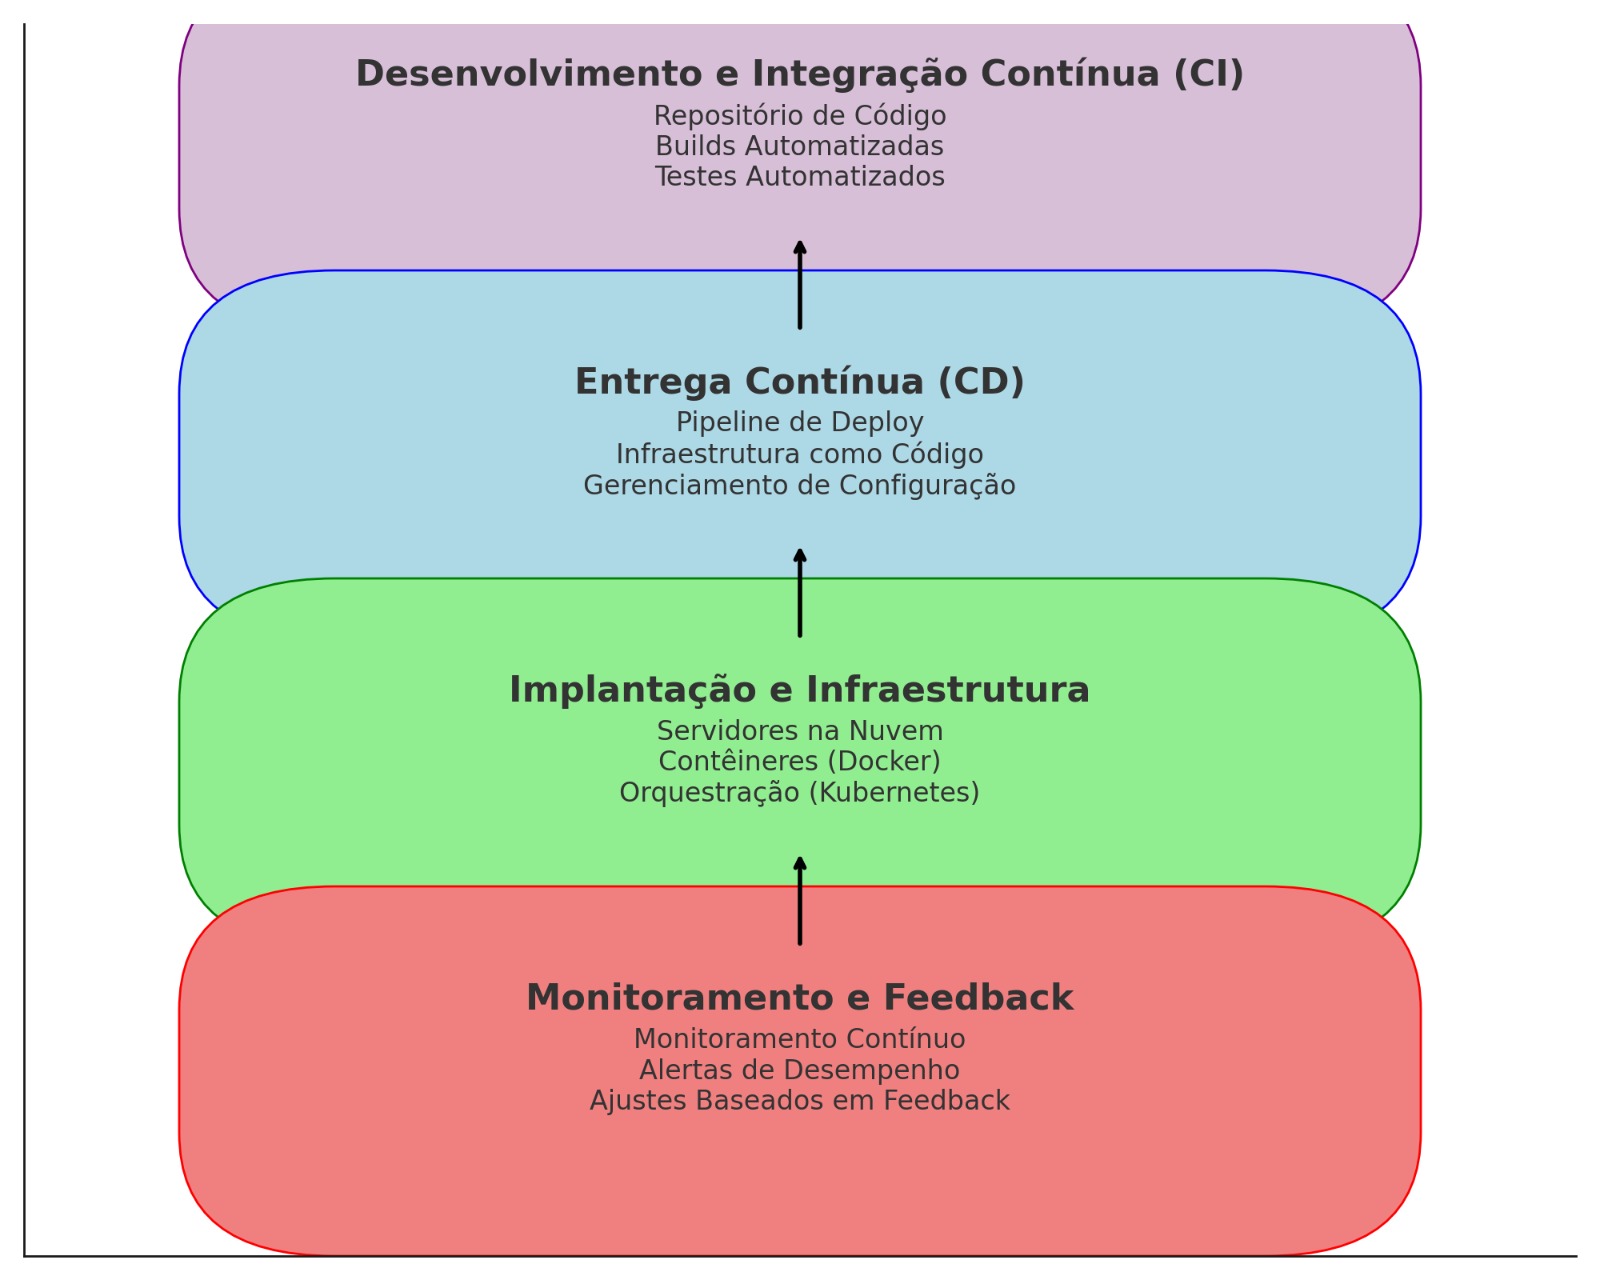 Desenvolvimento e Integração Contínua (CI)
Repositório de Código
Builds Automatizadas
Testes Automatizados
Entrega Contínua (CD)
Pipeline de Deploy
Infraestrutura como Código
Gerenciamento de Configuração
Implantação e Infraestrutura
Servidores na Nuvem
Contêineres (Docker)
Orquestração (Kubernetes)
Monitoramento e Feedback
Monitoramento Contínuo
Alertas de Desempenho
Ajustes Baseados em Feedback